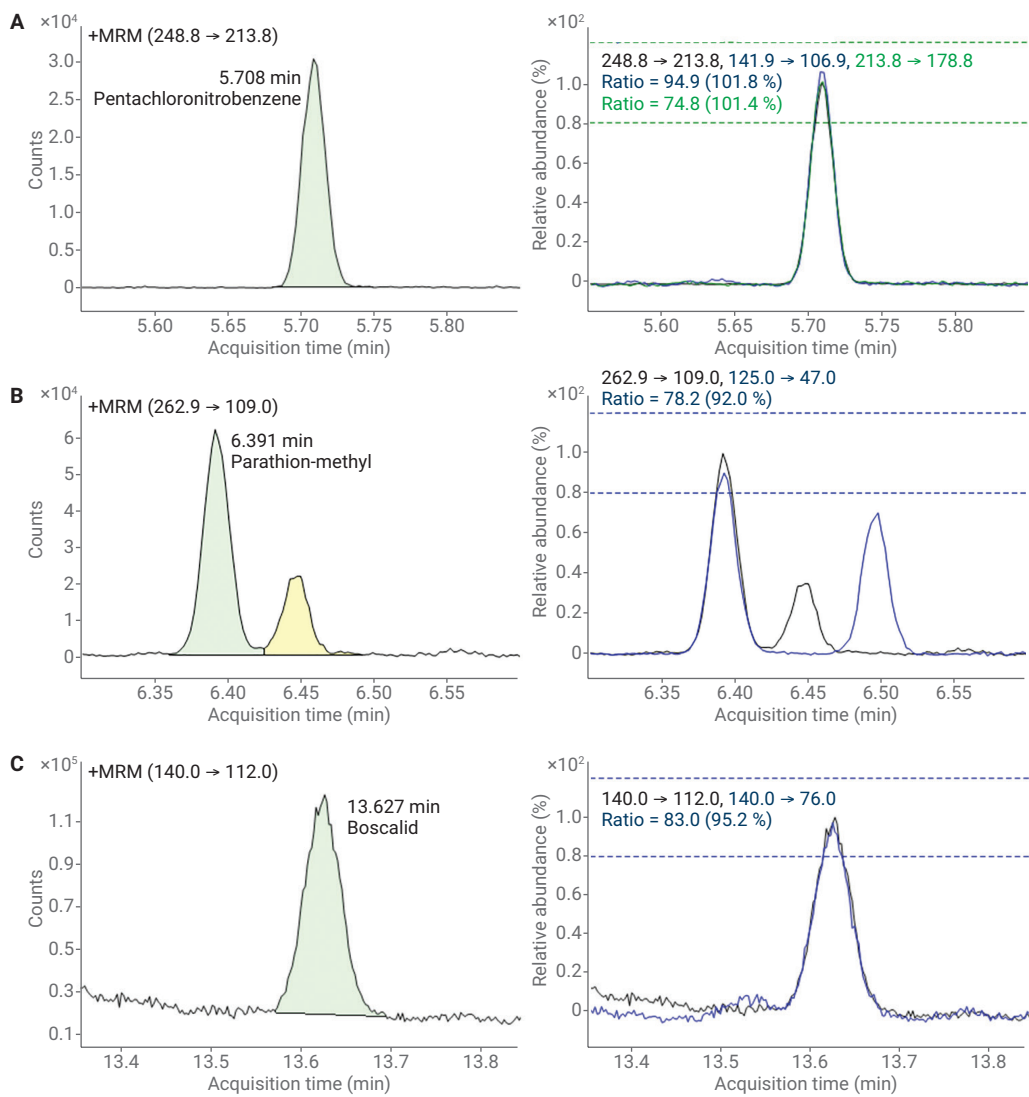 A
×10⁴
+MRM (248.8 → 213.8)
5.708 min
Pentachloronitrobenzene
3.0
2.5
2.0
1.5
1.0
0.5
0
Counts
5.60
5.65
5.70
5.75
5.80
Acquisition time (min)
×10²
248.8 → 213.8, 141.9 → 106.9, 213.8 → 178.8
Ratio = 94.9 (101.8 %)
Ratio = 74.8 (101.4 %)
1.0
0.8
0.6
0.4
0.2
0
Relative abundance (%)
5.60
5.65
5.70
5.75
5.80
Acquisition time (min)
B
×10⁴
+MRM (262.9 → 109.0)
6.391 min
Parathion-methyl
6
5
4
3
2
1
0
Counts
6.35
6.40
6.45
6.50
6.55
Acquisition time (min)
×10²
262.9 → 109.0, 125.0 → 47.0
Ratio = 78.2 (92.0 %)
1.0
0.8
0.6
0.4
0.2
0
Relative abundance (%)
6.35
6.40
6.45
6.50
6.55
Acquisition time (min)
C
×10⁵
+MRM (140.0 → 112.0)
13.627 min
Boscalid
1.1
0.9
0.7
0.5
0.3
0.1
Counts
13.4
13.5
13.6
13.7
13.8
Acquisition time (min)
×10²
140.0 → 112.0, 140.0 → 76.0
Ratio = 83.0 (95.2 %)
1.0
0.8
0.6
0.4
0.2
0
Relative abundance (%)
13.4
13.5
13.6
13.7
13.8
Acquisition time (min)